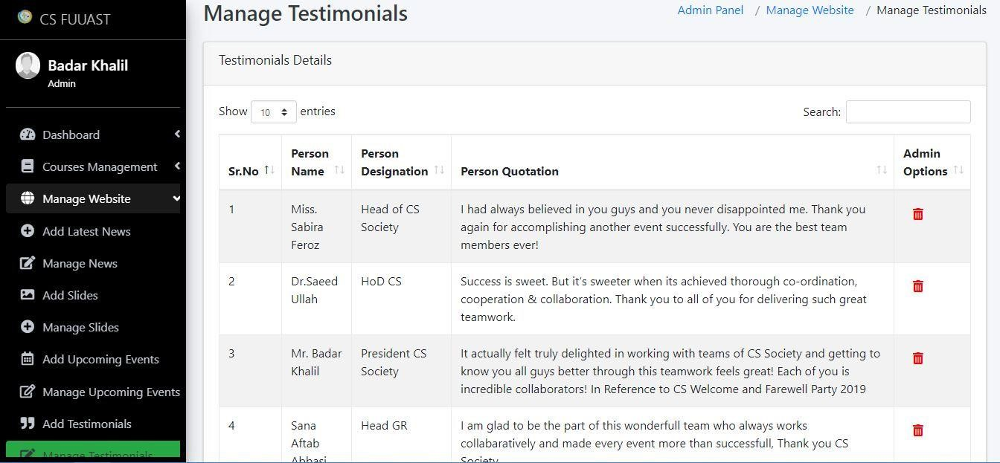 CS FUUAST
Badar Khalil
Admin
Dashboard
Courses Management
Manage Website
Add Latest News
Manage News
Add Slides
Manage Slides
Add Upcoming Events
Manage Upcoming Events
Add Testimonials
Manage Testimonials
Manage Testimonials
Admin Panel / Manage Website / Manage Testimonials
Testimonials Details
Show 10 entries
Search:
Sr.No
Person
Name
Person
Designation
Person Quotation
Admin
Options
1
Miss.
Sabira
Feroz
Head of CS
Society
I had always believed in you guys and you never disappointed me. Thank you
again for accomplishing another event successfully. You are the best team
members ever!
2
Dr.Saeed
Ullah
HoD CS
Success is sweet. But it’s sweeter when its achieved thorough co-ordination,
cooperation & collaboration. Thank you to all of you for delivering such great
teamwork.
3
Mr. Badar
Khalil
President CS
Society
It actually felt truly delighted in working with teams of CS Society and getting to
know you all guys better through this teamwork feels great! Each of you is
incredible collaborators! In Reference to CS Welcome and Farewell Party 2019
4
Sana
Aftab
Abbasi
Head GR
I am glad to be the part of this wonderfull team who always works
collabaratively and made every event more than successfull, Thank you CS
Society